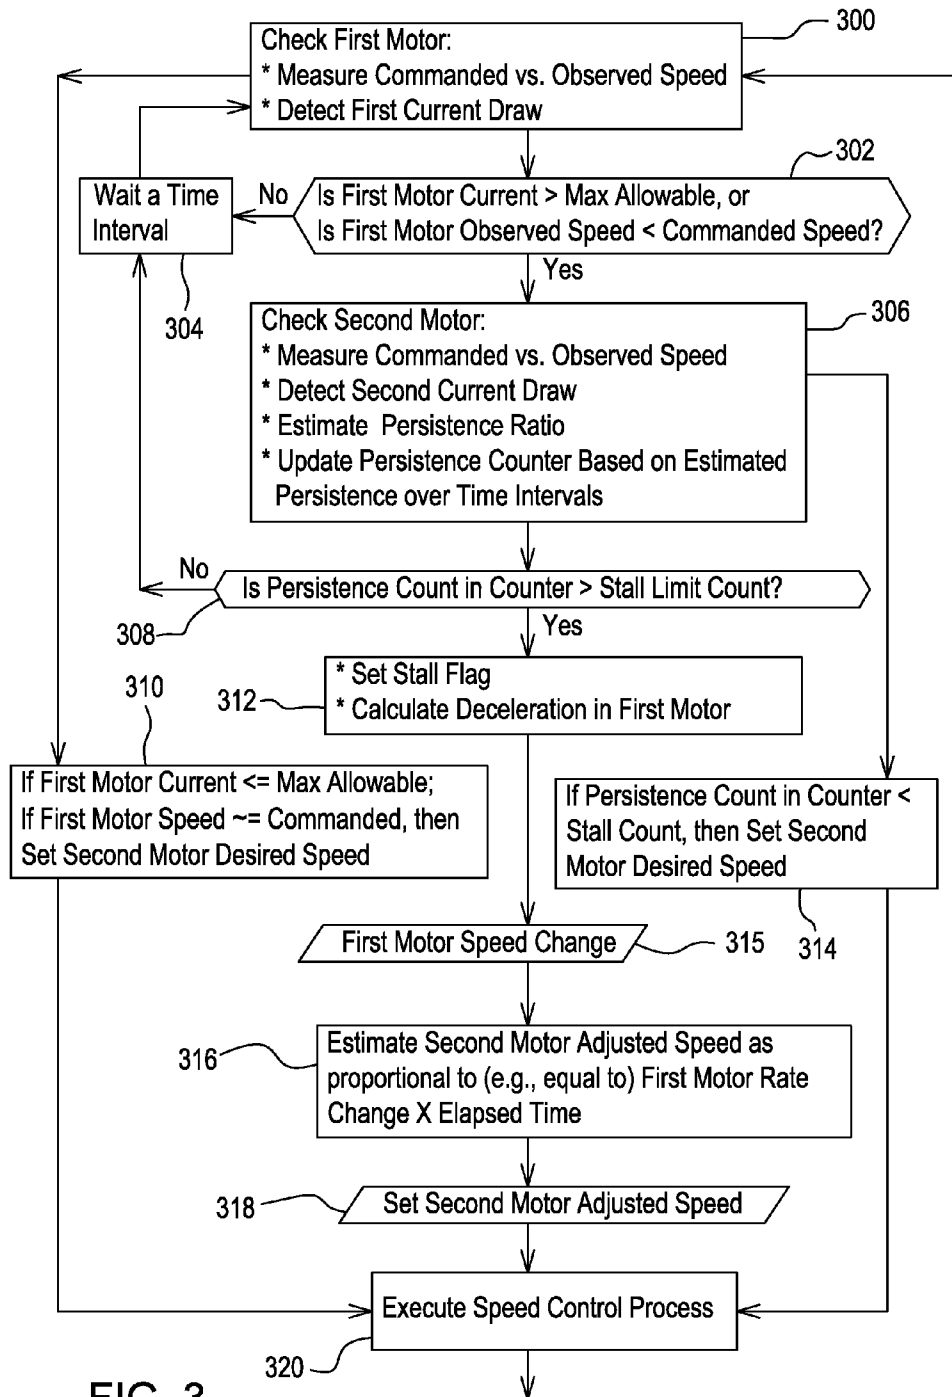 300
Check First Motor:
* Measure Commanded vs. Observed Speed
* Detect First Current Draw
302
Wait a Time
Interval
No
Is First Motor Current > Max Allowable, or
Is First Motor Observed Speed < Commanded Speed?
Yes
304
306
Check Second Motor:
* Measure Commanded vs. Observed Speed
* Detect Second Current Draw
* Estimate Persistence Ratio
* Update Persistence Counter Based on Estimated
Persistence over Time Intervals
No
Is Persistence Count in Counter > Stall Limit Count?
308
Yes
* Set Stall Flag
* Calculate Deceleration in First Motor
312
310
If First Motor Current <= Max Allowable;
If First Motor Speed ~= Commanded, then
Set Second Motor Desired Speed
If Persistence Count in Counter <
Stall Count, then Set Second
Motor Desired Speed
314
First Motor Speed Change
315
316
Estimate Second Motor Adjusted Speed as
proportional to (e.g., equal to) First Motor Rate
Change X Elapsed Time
318
Set Second Motor Adjusted Speed
Execute Speed Control Process
320
FIG. 3